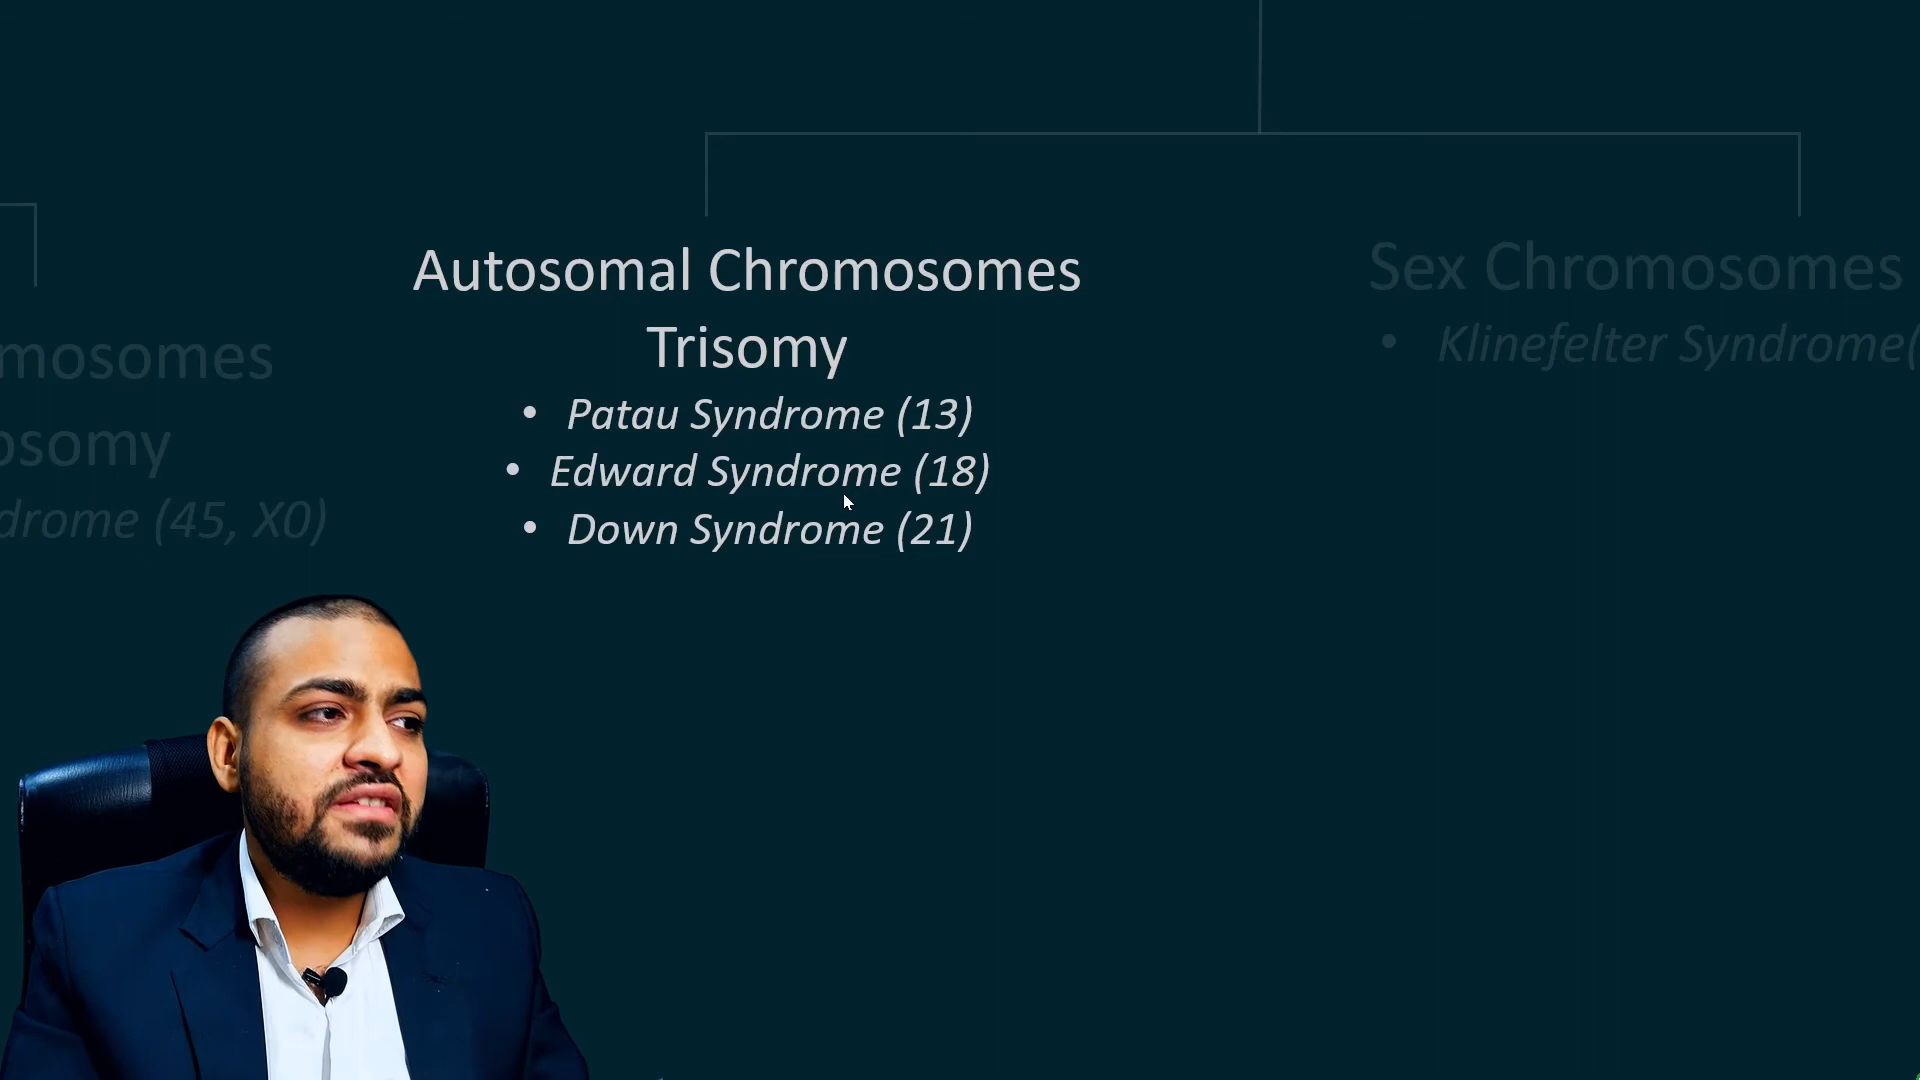 Autosomal Chromosomes
Trisomy
• Patau Syndrome (13)
• Edward Syndrome (18)
• Down Syndrome (21)
Sex Chromosomes
• Klinefelter Syndrome(
mosomes
osomy
drome (45, X0)